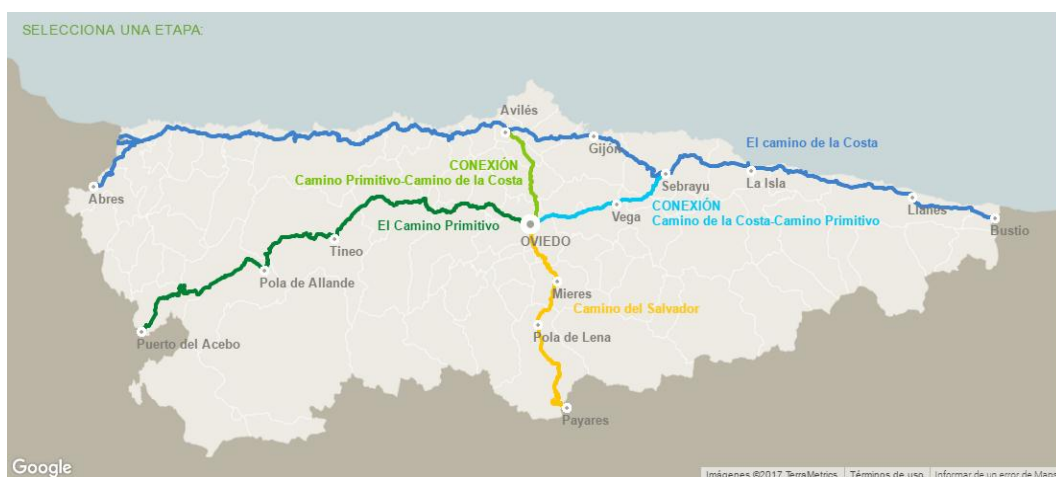 SELECCIONA UNA ETAPA:
Avilés
Gijón
El camino de la Costa
CONEXIÓN
Camino Primitivo-Camino de la Costa
Sebrayu
La Isla
Abres
Llanes
Vega
CONEXIÓN
Camino de la Costa-Camino Primitivo
Bustio
El Camino Primitivo
OVIEDO
Tineo
Pola de Allande
Mieres
Camino del Salvador
Pola de Lena
Puerto del Acebo
Payares
Google
Imágenes ©2017 TerraMetrics
Términos de uso
Informar de un error de Maps